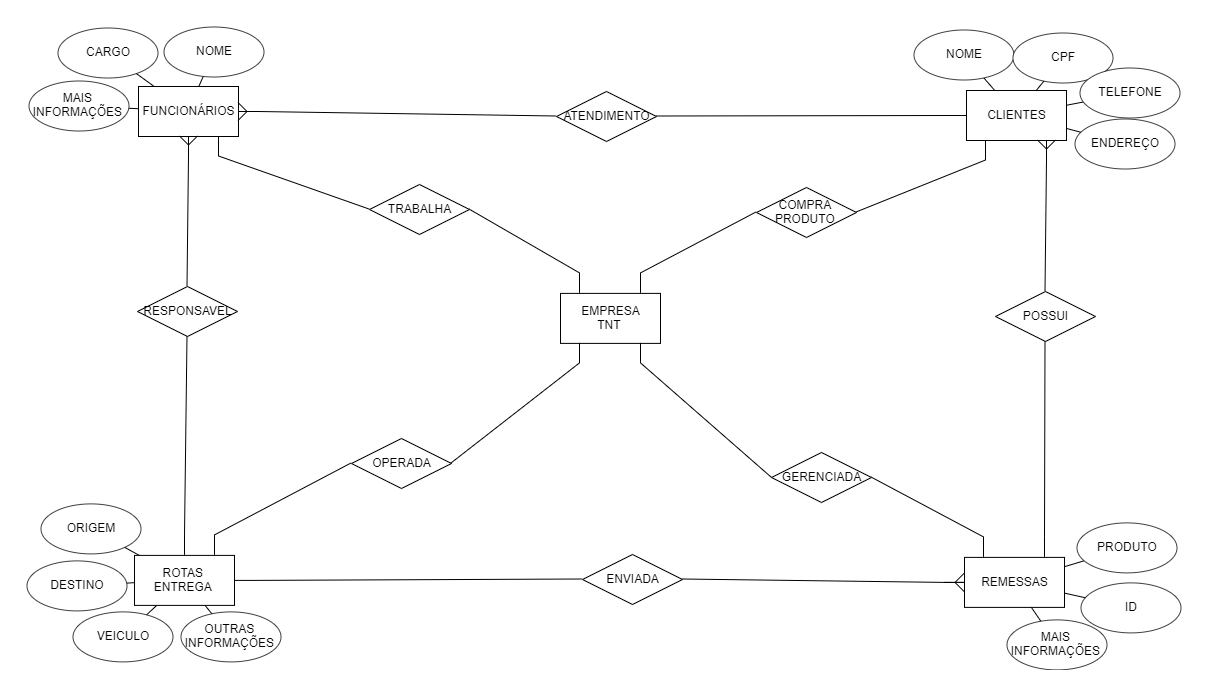 CARGO
NOME
MAIS
INFORMAÇÕES
FUNCIONÁRIOS
ATENDIMENTO
NOME
CPF
TELEFONE
CLIENTES
ENDEREÇO
TRABALHA
COMPRA
PRODUTO
RESPONSAVEL
EMPRESA
TNT
POSSUI
OPERADA
GERENCIADA
ORIGEM
DESTINO
ROTAS
ENTREGA
VEICULO
OUTRAS
INFORMAÇÕES
ENVIADA
REMESSAS
PRODUTO
ID
MAIS
INFORMAÇÕES